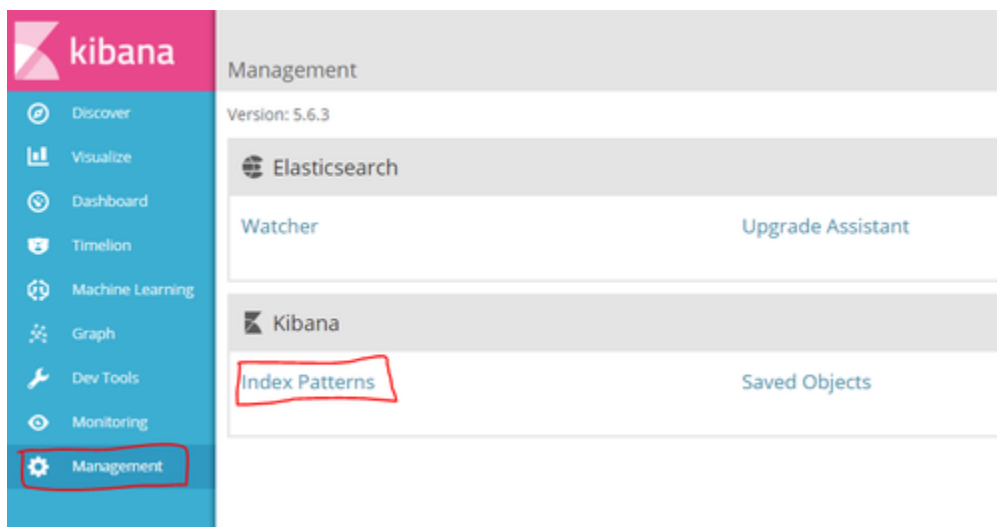 kibana
Discover
Visualize
Dashboard
Timelion
Machine Learning
Graph
Dev Tools
Monitoring
Management
Management
Version: 5.6.3
Elasticsearch
Watcher
Upgrade Assistant
Kibana
Index Patterns
Saved Objects